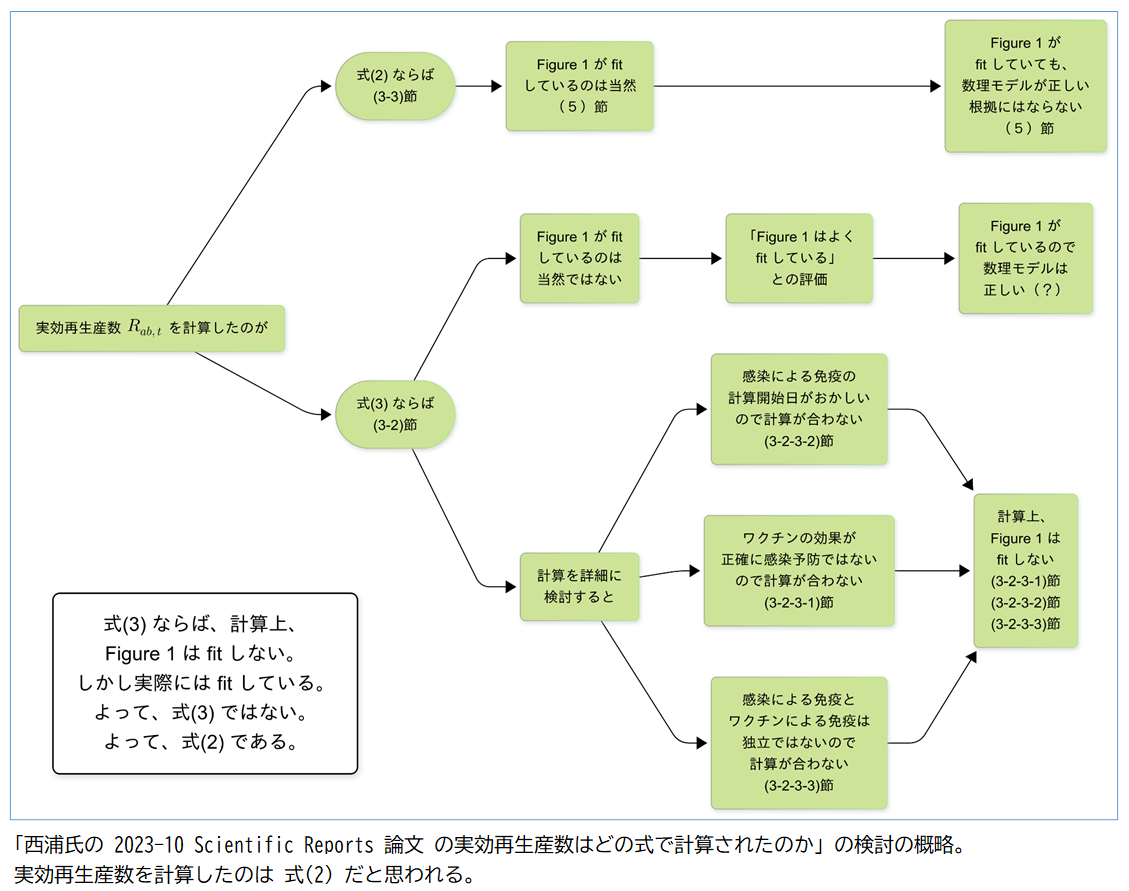 式(2) ならば
(3-3)節
Figure 1 が fit
しているのは当然
（５）節
Figure 1 が
fit していても、
数理モデルが正しい
根拠にはならない
（５）節
Figure 1 が fit
しているのは
当然ではない
「Figure 1 はよく
fit している」
との評価
Figure 1 が
fit しているので
数理モデルは
正しい（？）
実効再生産数 R_{ab,t} を計算したのが
式(3) ならば
(3-2)節
感染による免疫の
計算開始日がおかしい
ので計算が合わない
(3-2-3-2)節
計算を詳細に
検討すると
ワクチンの効果が
正確に感染予防ではない
ので計算が合わない
(3-2-3-1)節
計算上、
Figure 1 は
fit しない
(3-2-3-1)節
(3-2-3-2)節
(3-2-3-3)節
感染による免疫と
ワクチンによる免疫は
独立ではないので
計算が合わない
(3-2-3-3)節
式(3) ならば、計算上、
Figure 1 は fit しない。
しかし実際には fit している。
よって、式(3) ではない。
よって、式(2) である。
「西浦氏の 2023-10 Scientific Reports 論文 の実効再生産数はどの式で計算されたのか」の検討の概略。
実効再生産数を計算したのは 式(2) だと思われる。